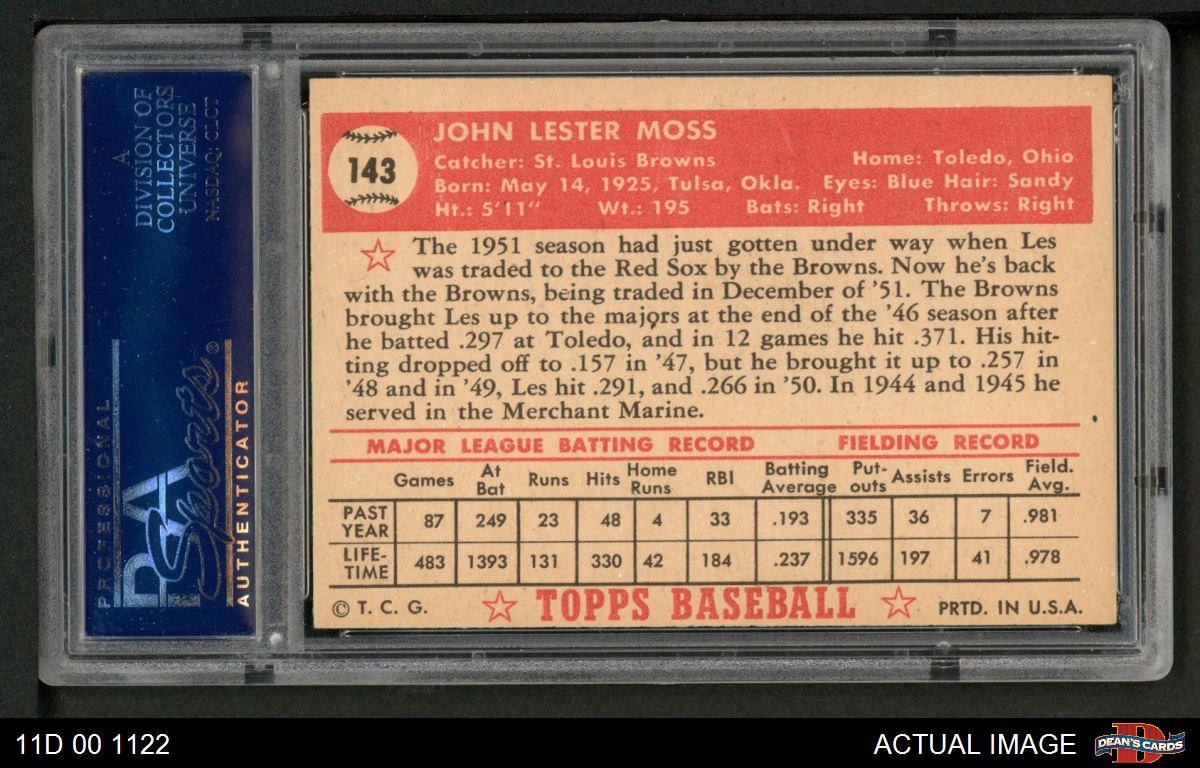 A
DIVISION OF
COLLECTORS
UNIVERSE
NASDAQ: CLCT
PROFESSIONAL
PSA
Sports®
AUTHENTICATOR
143
JOHN LESTER MOSS
Catcher: St. Louis Browns Home: Toledo, Ohio
Born: May 14, 1925, Tulsa, Okla. Eyes: Blue Hair: Sandy
Ht.: 5'11" Wt.: 195 Bats: Right Throws: Right
The 1951 season had just gotten under way when Les
was traded to the Red Sox by the Browns. Now he's back
with the Browns, being traded in December of '51. The Browns
brought Les up to the majors at the end of the '46 season after
he batted .297 at Toledo, and in 12 games he hit .371. His hit-
ting dropped off to .157 in '47, but he brought it up to .257 in
'48 and in '49, Les hit .291, and .266 in '50. In 1944 and 1945 he
served in the Merchant Marine.
MAJOR LEAGUE BATTING RECORD FIELDING RECORD
Games At Bat Runs Hits Home Runs RBI Batting Average Put-outs Assists Errors Field. Avg.
PAST YEAR 87 249 23 48 4 33 .193 335 36 7 .981
LIFE-TIME 483 1393 131 330 42 184 .237 1596 197 41 .978
© T. C. G. TOPPS BASEBALL PRTD. IN U.S.A.
11D 00 1122
ACTUAL IMAGE
D
DEAN'S CARDS